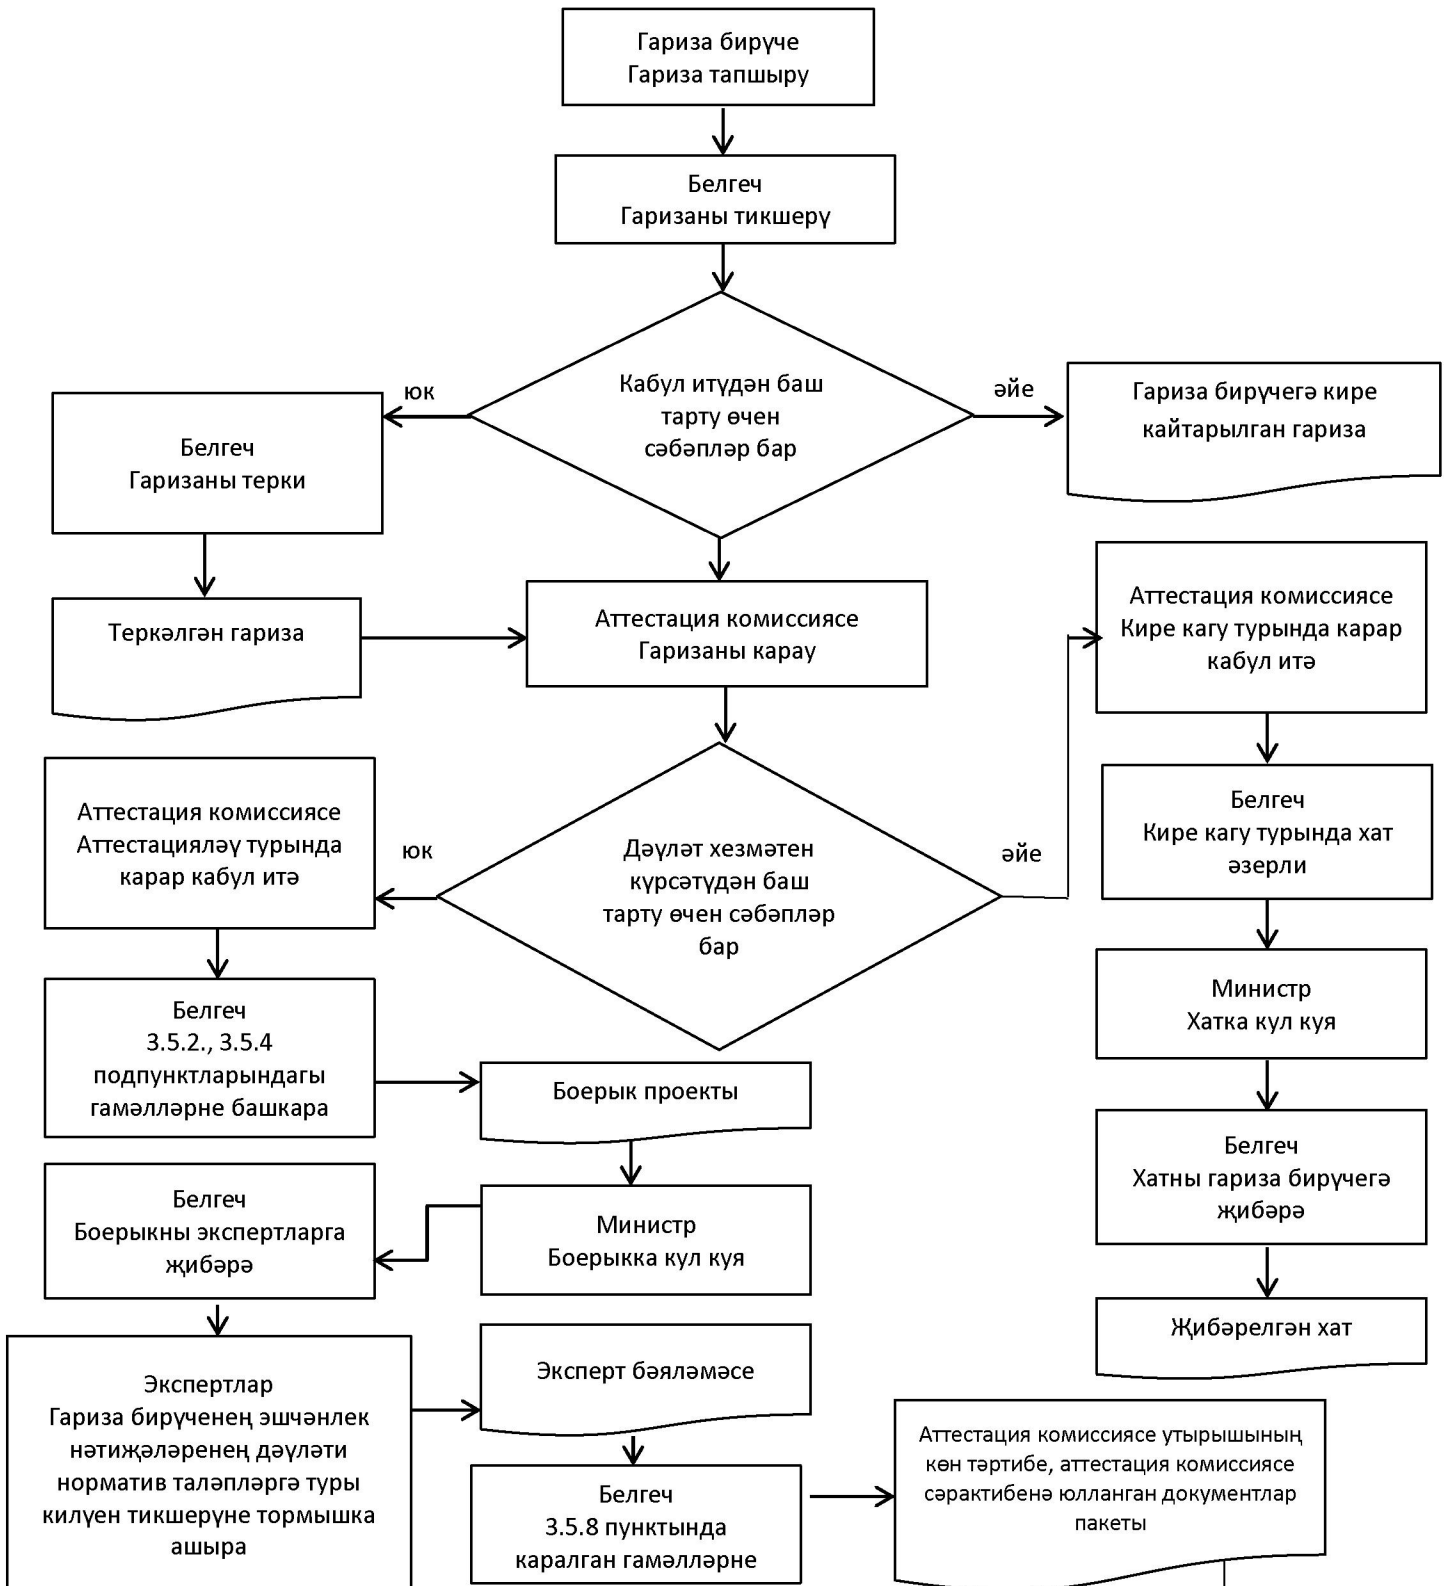 Гариза бирүче
Гариза тапшыру
Белгеч
Гаризаны тикшерү
Кабул итүдән баш
тарту өчен
сәбәпләр бар
юк
әйе
Гариза бирүчегә кире
кайтарылган гариза
Белгеч
Гаризаны терки
Теркәлгән гариза
Аттестация комиссиясе
Гаризаны карау
Аттестация комиссиясе
Кире кагу турында карар
кабул итә
Дәүләт хезмәтен
күрсәтүдән баш
тарту өчен сәбәпләр
бар
юк
әйе
Аттестация комиссиясе
Аттестацияләү турында
карар кабул итә
Белгеч
Кире кагу турында хат
әзерли
Министр
Хатка кул куя
Белгеч
3.5.2., 3.5.4
подпунктларындагы
гамәлләрне башкара
Боерык проекты
Белгеч
Хатны гариза бирүчегә
җибәрә
Белгеч
Боерыкны экспертларга
җибәрә
Министр
Боерыкка кул куя
Җибәрелгән хат
Экспертлар
Гариза бирүченең эшчәнлек
нәтиҗәләренең дәүләти
норматив таләпләргә туры
килүен тикшерүне тормышка
ашыра
Эксперт бәяләмәсе
Белгеч
3.5.8 пунктында
каралган гамәлләрне
Аттестация комиссиясе утырышының
көн тәртибе, аттестация комиссиясе
сәрактибенә юлланган документлар
пакеты